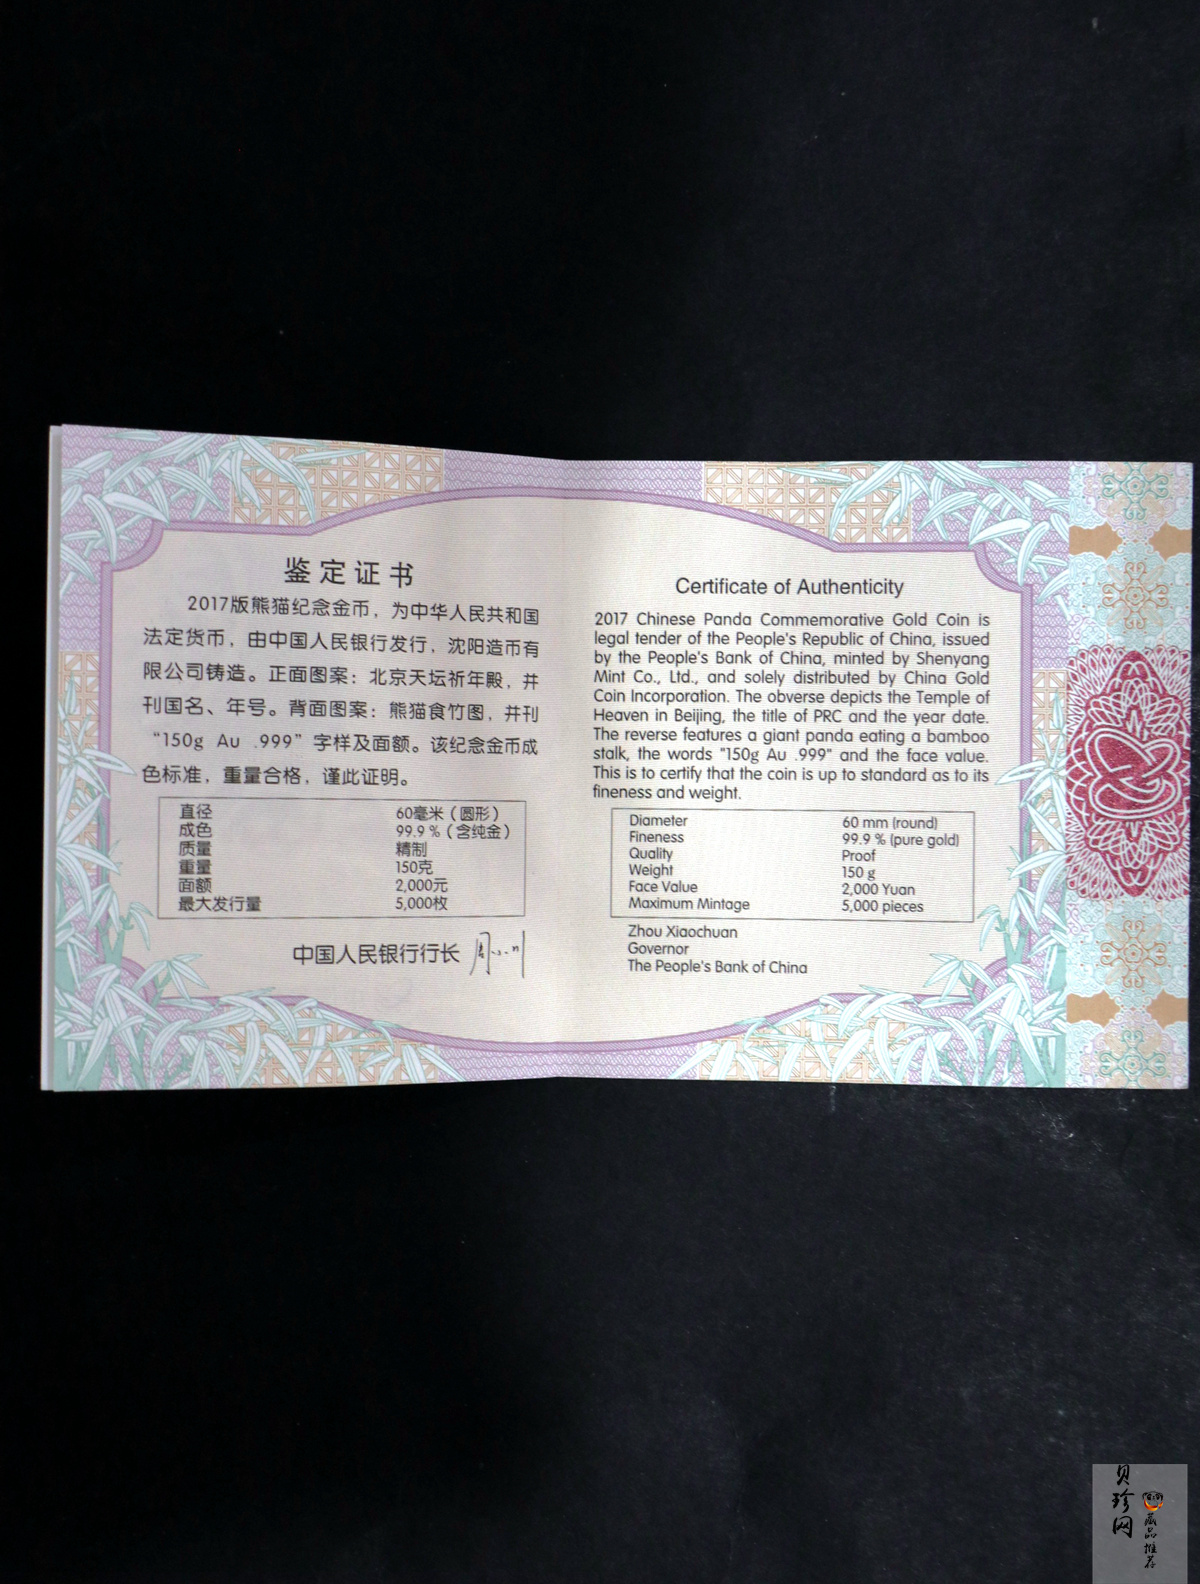 鉴定证书
2017版熊猫纪念金币，为中华人民共和国
法定货币，由中国人民银行发行，沈阳造币有
限公司铸造。正面图案：北京天坛祈年殿，并
刊国名、年号。背面图案：熊猫食竹图，并刊
“150g Au .999”字样及面额。该纪念金币成
色标准，重量合格，谨此证明。
直径 60毫米（圆形）
成色 99.9％（含纯金）
质量 精制
重量 150克
面额 2,000元
最大发行量 5,000枚
中国人民银行行长
Certificate of Authenticity
2017 Chinese Panda Commemorative Gold Coin is
legal tender of the People's Republic of China, issued
by the People's Bank of China, minted by Shenyang
Mint Co., Ltd., and solely distributed by China Gold
Coin Incorporation. The obverse depicts the Temple of
Heaven in Beijing, the title of PRC and the year date.
The reverse features a giant panda eating a bamboo
stalk, the words "150g Au .999" and the face value.
This is to certify that the coin is up to standard as to its
fineness and weight.
Diameter 60 mm (round)
Fineness 99.9 % (pure gold)
Quality Proof
Weight 150 g
Face Value 2,000 Yuan
Maximum Mintage 5,000 pieces
Zhou Xiaochuan
Governor
The People's Bank of China
贝珍网
藏品推荐